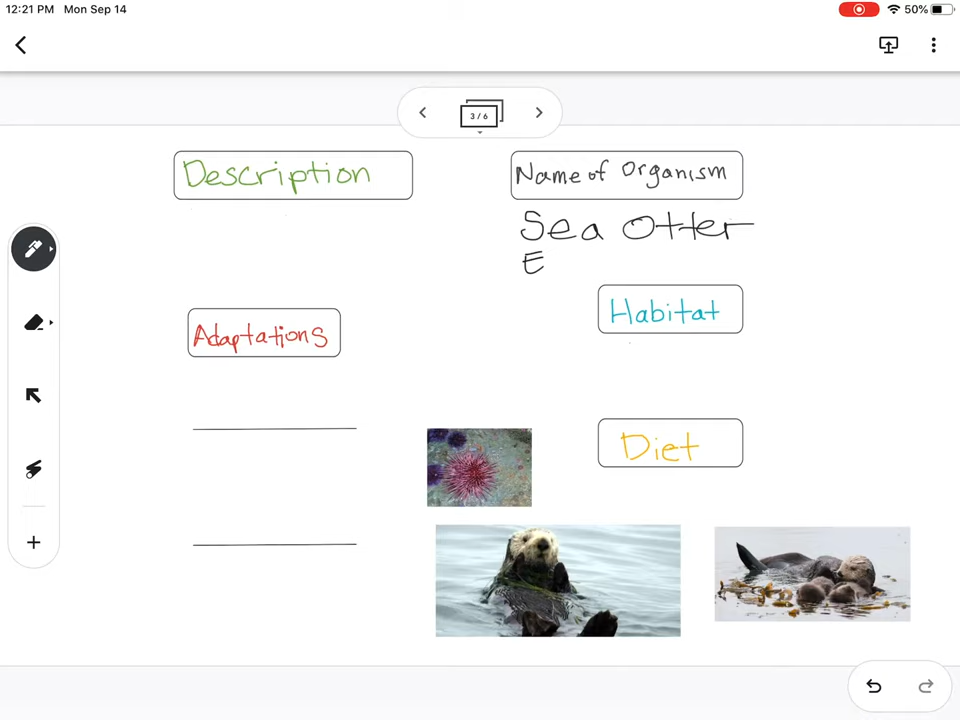 12:21 PM Mon Sep 14
50%
3 / 6
Description
Name of Organism
Sea Otter
E
Adaptations
Habitat
Diet